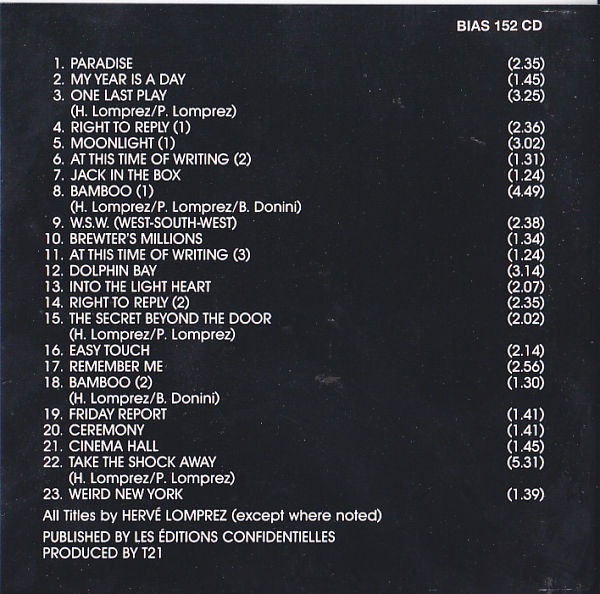 BIAS 152 CD
1. PARADISE (2.35)
2. MY YEAR IS A DAY (1.45)
3. ONE LAST PLAY (3.25)
(H. Lomprez/P. Lomprez)
4. RIGHT TO REPLY (1) (2.36)
5. MOONLIGHT (1) (3.02)
6. AT THIS TIME OF WRITING (2) (1.31)
7. JACK IN THE BOX (1.24)
8. BAMBOO (1) (4.49)
(H. Lomprez/P. Lomprez/B. Donini)
9. W.S.W. (WEST-SOUTH-WEST) (2.38)
10. BREWTER'S MILLIONS (1.34)
11. AT THIS TIME OF WRITING (3) (1.24)
12. DOLPHIN BAY (3.14)
13. INTO THE LIGHT HEART (2.07)
14. RIGHT TO REPLY (2) (2.35)
15. THE SECRET BEYOND THE DOOR (2.02)
(H. Lomprez/P. Lomprez)
16. EASY TOUCH (2.14)
17. REMEMBER ME (2.56)
18. BAMBOO (2) (1.30)
(H. Lomprez/B. Donini)
19. FRIDAY REPORT (1.41)
20. CEREMONY (1.41)
21. CINEMA HALL (1.45)
22. TAKE THE SHOCK AWAY (5.31)
(H. Lomprez/P. Lomprez)
23. WEIRD NEW YORK (1.39)
All Titles by HERVÉ LOMPREZ (except where noted)
PUBLISHED BY LES ÉDITIONS CONFIDENTIELLES
PRODUCED BY T21